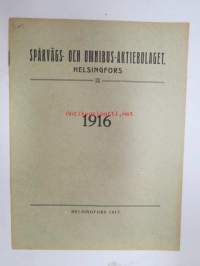 SPÅRVÄGS- OCH OMNIBUS-AKTIEBOLAGET,
HELSINGFORS
1916
HELSINGFORS 1917